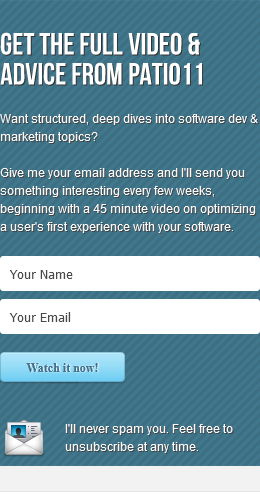 GET THE FULL VIDEO &
ADVICE FROM PATIO11
Want structured, deep dives into software dev &
marketing topics?
Give me your email address and I'll send you
something interesting every few weeks,
beginning with a 45 minute video on optimizing
a user's first experience with your software.
Your Name
Your Email
Watch it now!
I'll never spam you. Feel free to
unsubscribe at any time.